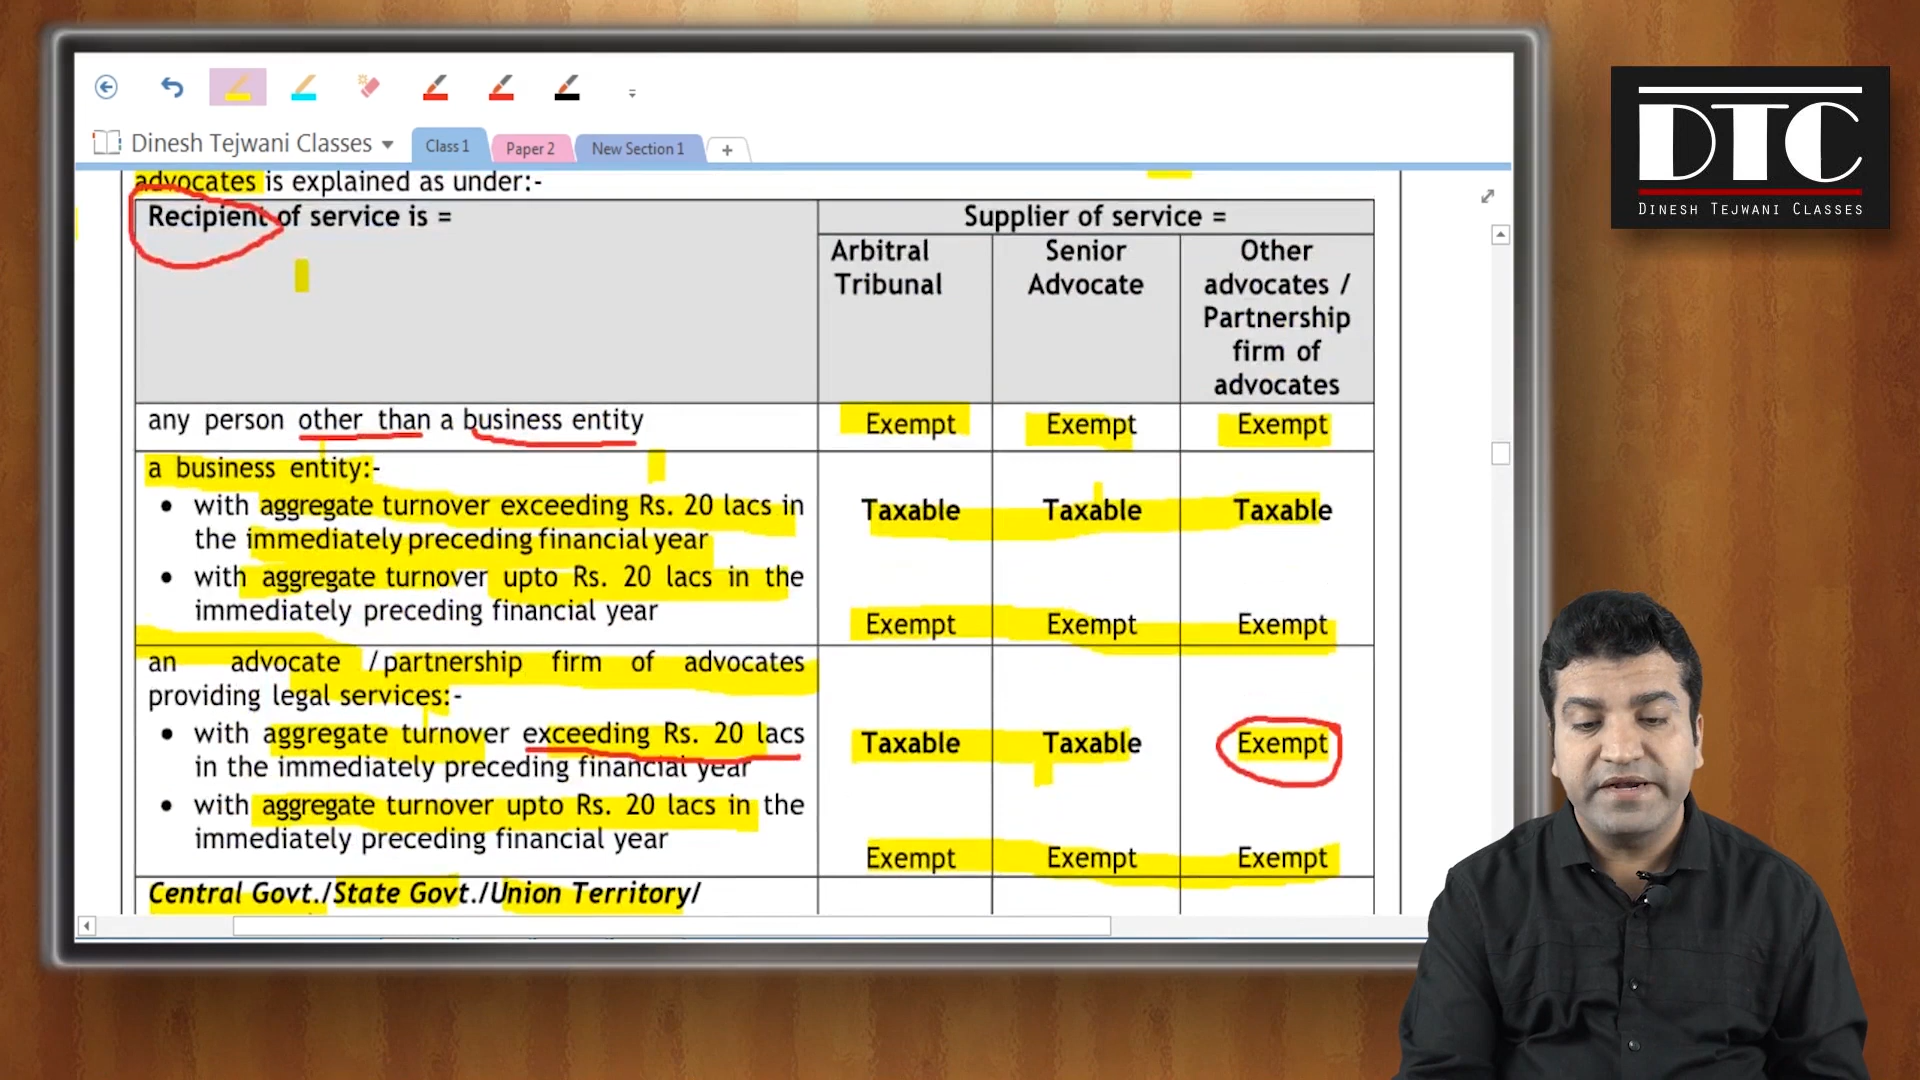 Dinesh Tejwani Classes
Class 1
Paper 2
New Section 1
+
advocates is explained as under:-
Recipient of service is =
Supplier of service =
Arbitral
Tribunal
Senior
Advocate
Other
advocates /
Partnership
firm of
advocates
any person other than a business entity
Exempt
Exempt
Exempt
a business entity:-
• with aggregate turnover exceeding Rs. 20 lacs in
the immediately preceding financial year
Taxable
Taxable
Taxable
• with aggregate turnover upto Rs. 20 lacs in the
immediately preceding financial year
Exempt
Exempt
Exempt
an advocate /partnership firm of advocates
providing legal services:-
• with aggregate turnover exceeding Rs. 20 lacs
in the immediately preceding financial year
Taxable
Taxable
Exempt
• with aggregate turnover upto Rs. 20 lacs in the
immediately preceding financial year
Exempt
Exempt
Exempt
Central Govt./State Govt./Union Territory/
DTC
DINESH TEJWANI CLASSES